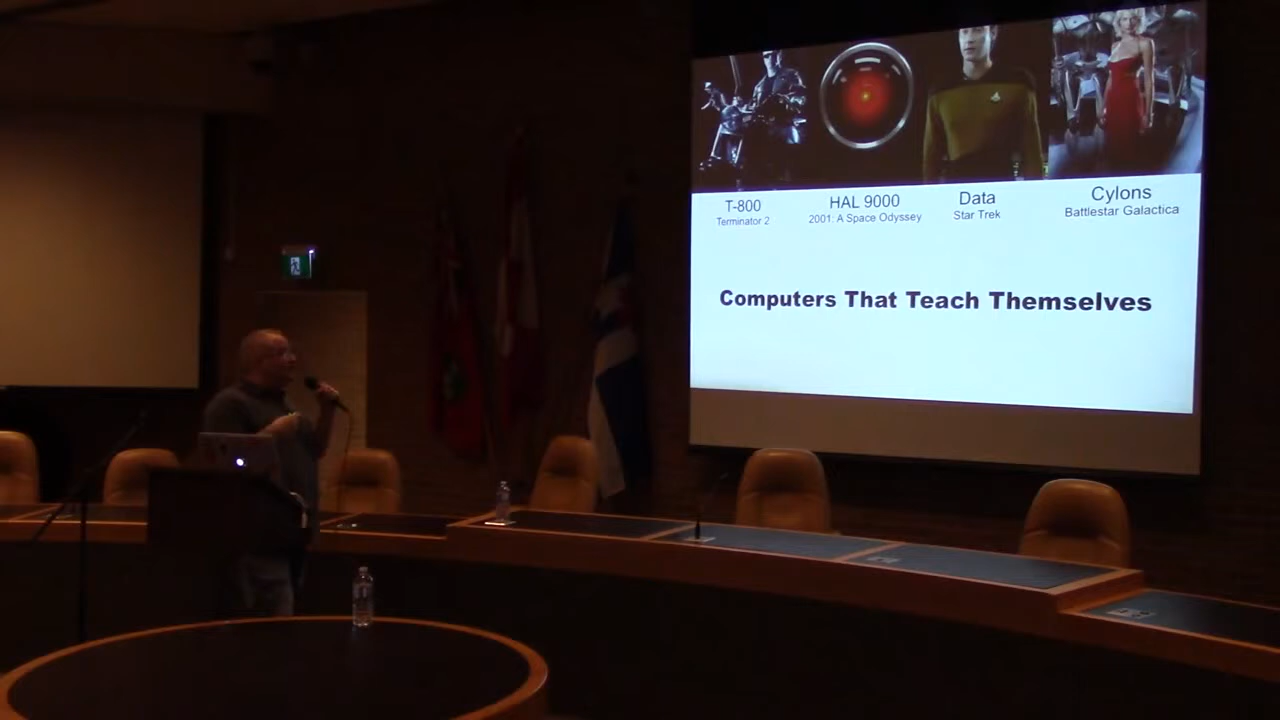 T-800
Terminator 2
HAL 9000
2001: A Space Odyssey
Data
Star Trek
Cylons
Battlestar Galactica
Computers That Teach Themselves